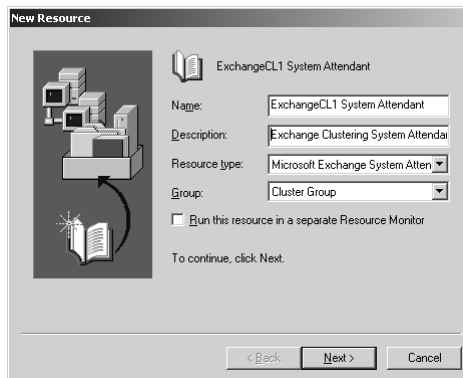 New Resource
ExchangeCL1 System Attendant
Name: ExchangeCL1 System Attendant
Description: Exchange Clustering System Attendar
Resource type: Microsoft Exchange System Atten
Group: Cluster Group
Run this resource in a separate Resource Monitor
To continue, click Next.
< Back Next > Cancel